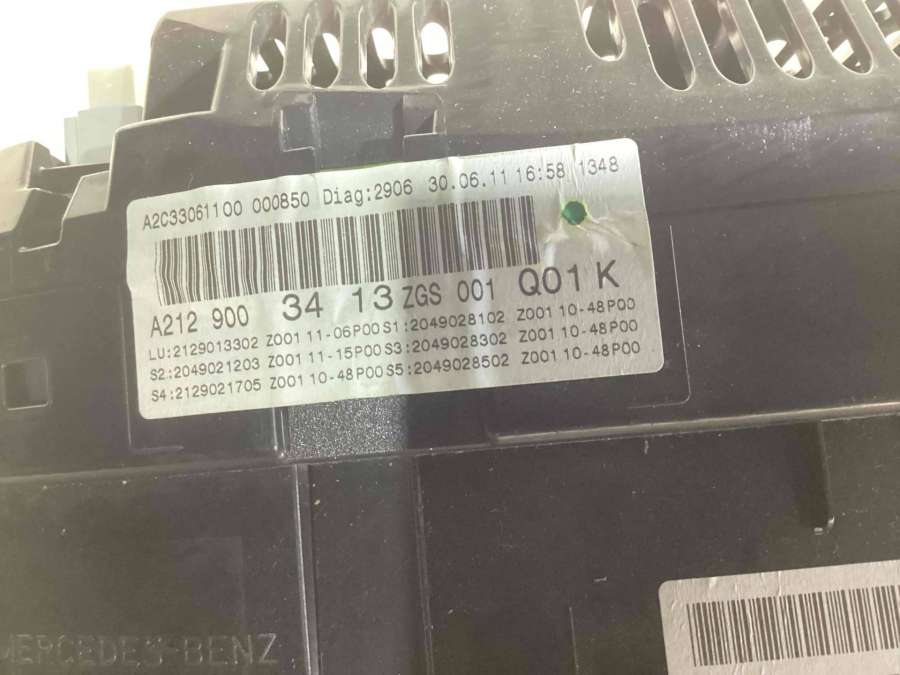 A2C33061100 000850 Diag:2906 30.06.11 16:58 1348
A212 900 34 13 ZGS 001 Q01 K
LU:2129013302 Z001 11-06P00 S1:2049028102 Z001 10-48P00
S2:2049021203 Z001 11-15P00 S3:2049028302 Z001 10-48P00
S4:2129021705 Z001 10-48P00 S5:2049028502 Z001 10-48P00
MERCEDES-BENZ